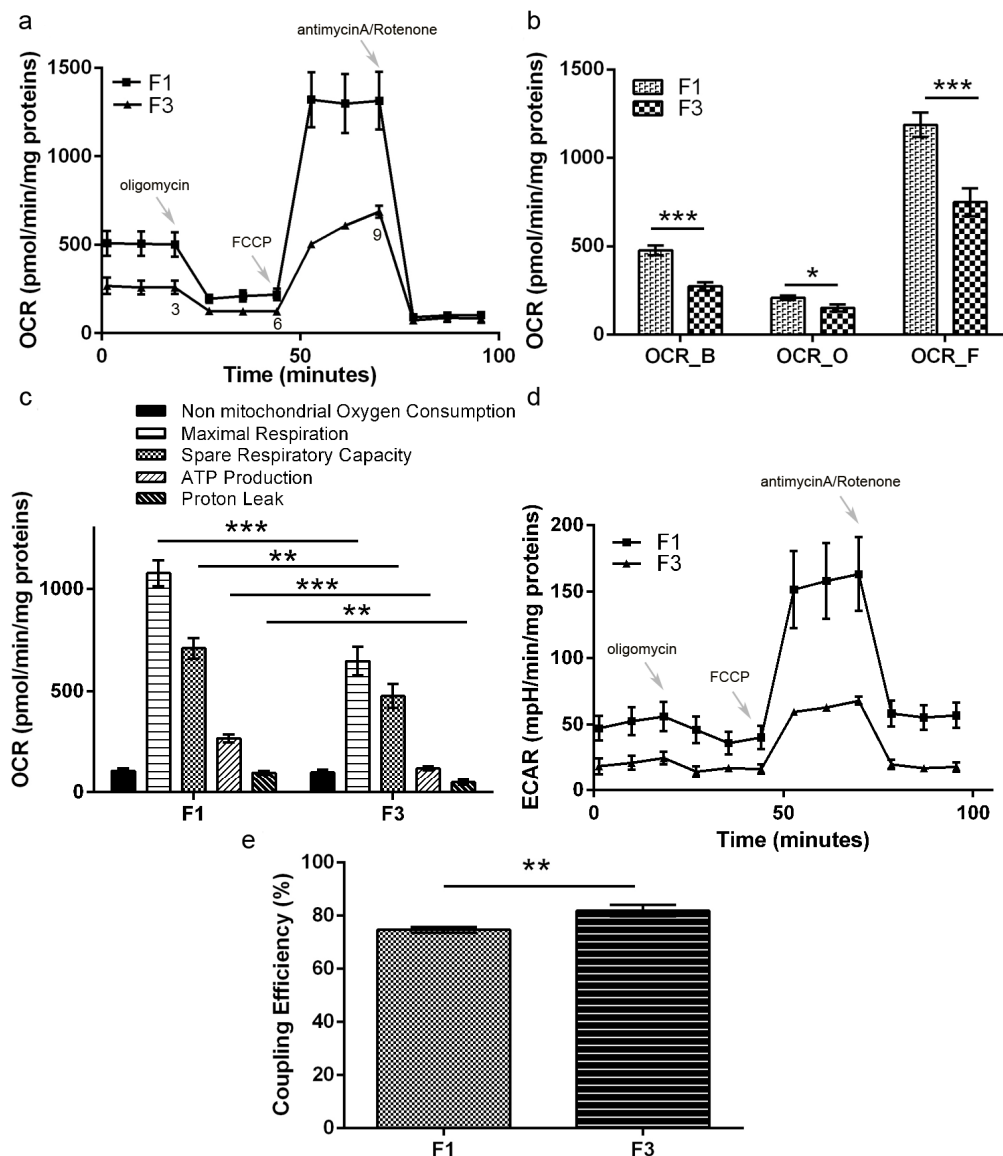 a
OCR (pmol/min/mg proteins)
1500
1000
500
0
F1
F3
oligomycin
FCCP
antimycinA/Rotenone
3
6
9
0
50
100
Time (minutes)
b
OCR (pmol/min/mg proteins)
1500
1000
500
0
F1
F3
***
*
***
OCR_B
OCR_O
OCR_F
c
Non mitochondrial Oxygen Consumption
Maximal Respiration
Spare Respiratory Capacity
ATP Production
Proton Leak
OCR (pmol/min/mg proteins)
1000
500
0
***
**
***
**
F1
F3
d
ECAR (mpH/min/mg proteins)
200
150
100
50
0
F1
F3
oligomycin
FCCP
antimycinA/Rotenone
0
50
100
Time (minutes)
e
Coupling Efficiency (%)
100
80
60
40
20
0
**
F1
F3